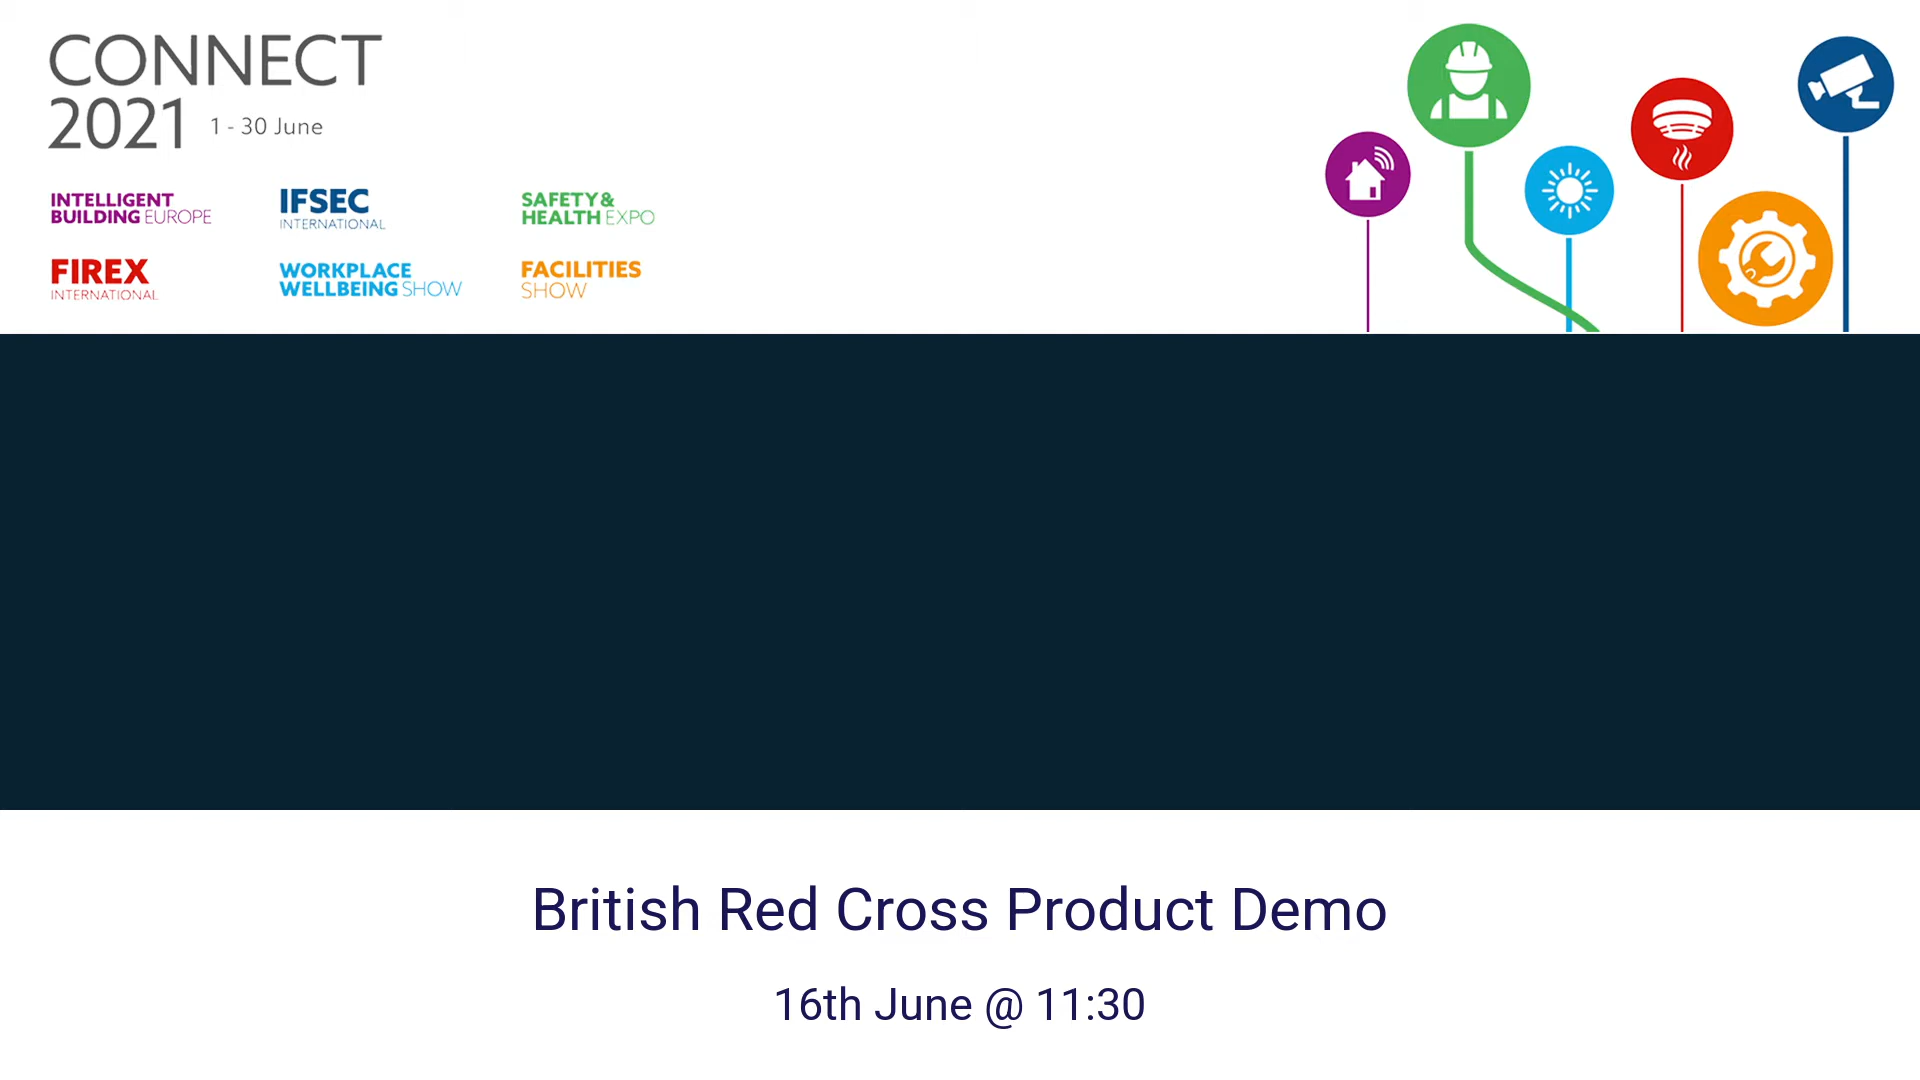 CONNECT
2021 1 - 30 June
INTELLIGENT
BUILDING EUROPE
IFSEC
INTERNATIONAL
SAFETY &
HEALTH EXPO
FIREX
INTERNATIONAL
WORKPLACE
WELLBEING SHOW
FACILITIES
SHOW
British Red Cross Product Demo
16th June @ 11:30